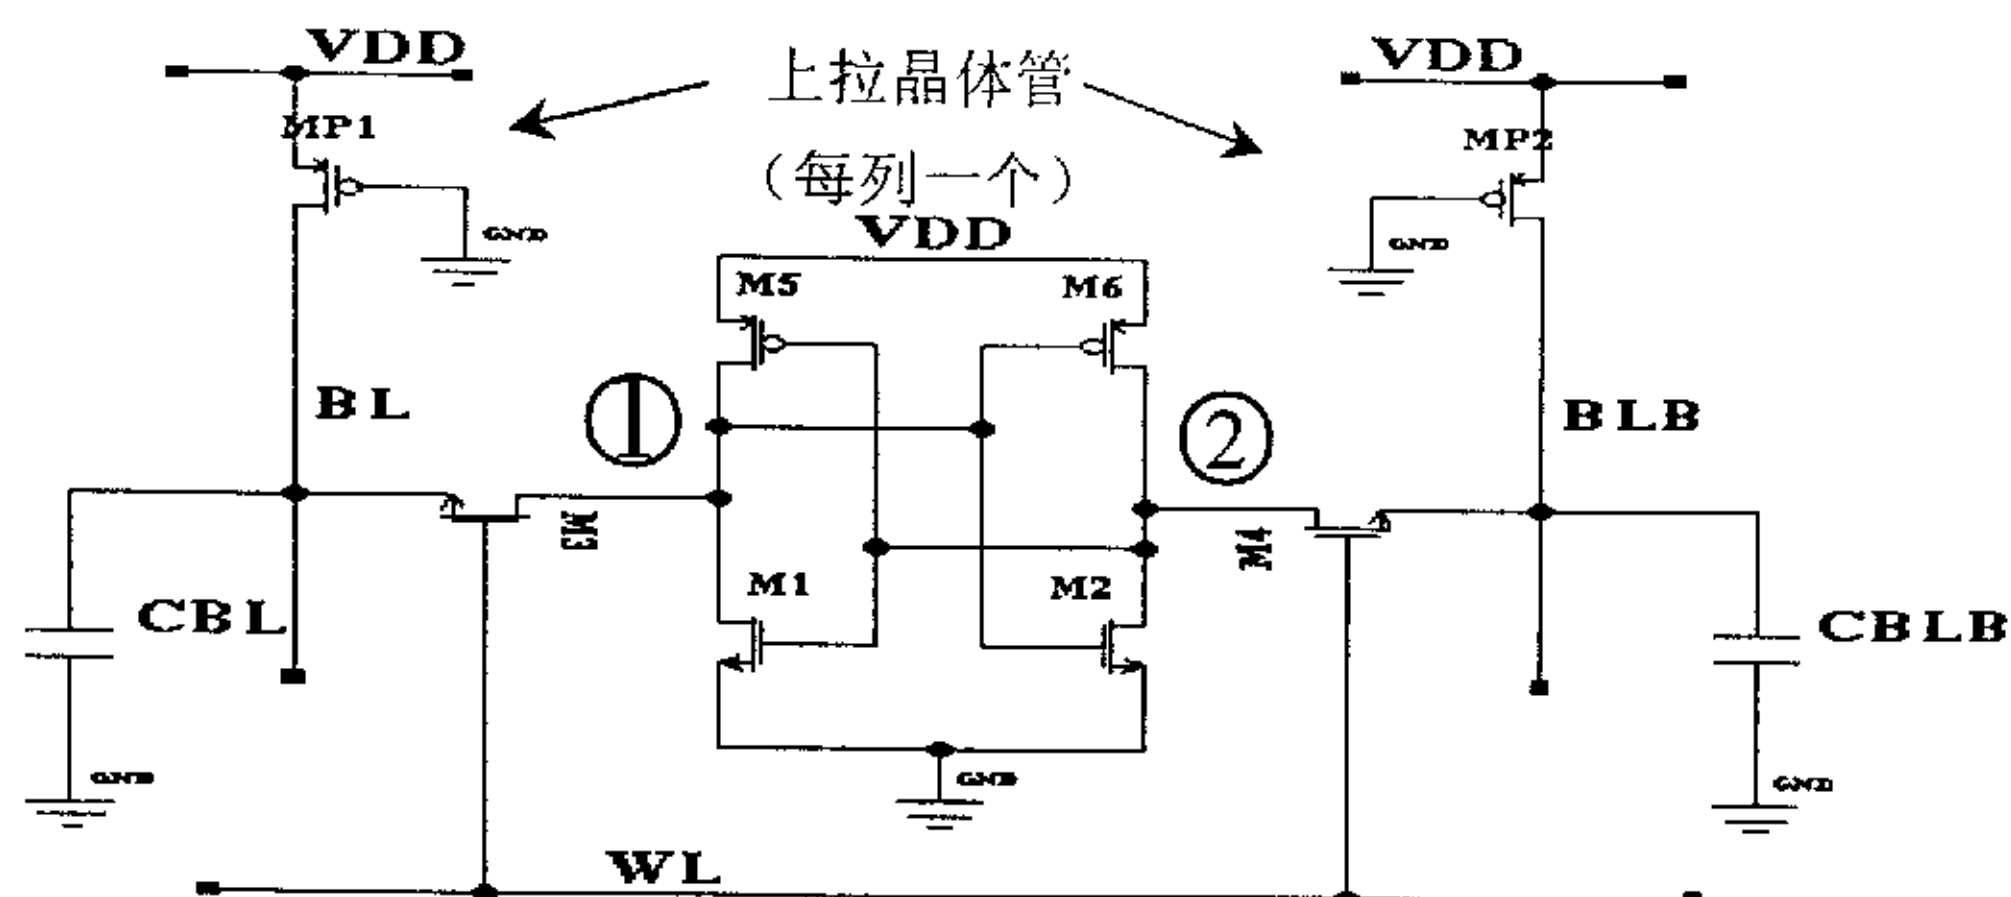 VDD
上拉晶体管
VDD
MP1
MP2
(每列一个)
GND
VDD
GND
M5
M6
BL
①
②
BLB
M3
M4
M1
M2
CBL
CBLB
GND
GND
GND
WL